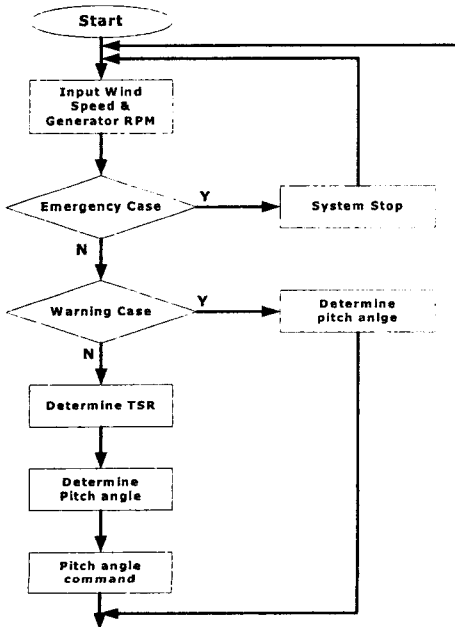 Start
Input Wind
Speed &
Generator RPM
Emergency Case
Y
System Stop
N
Warning Case
Y
Determine
pitch anlge
N
Determine TSR
Determine
Pitch angle
Pitch angle
command